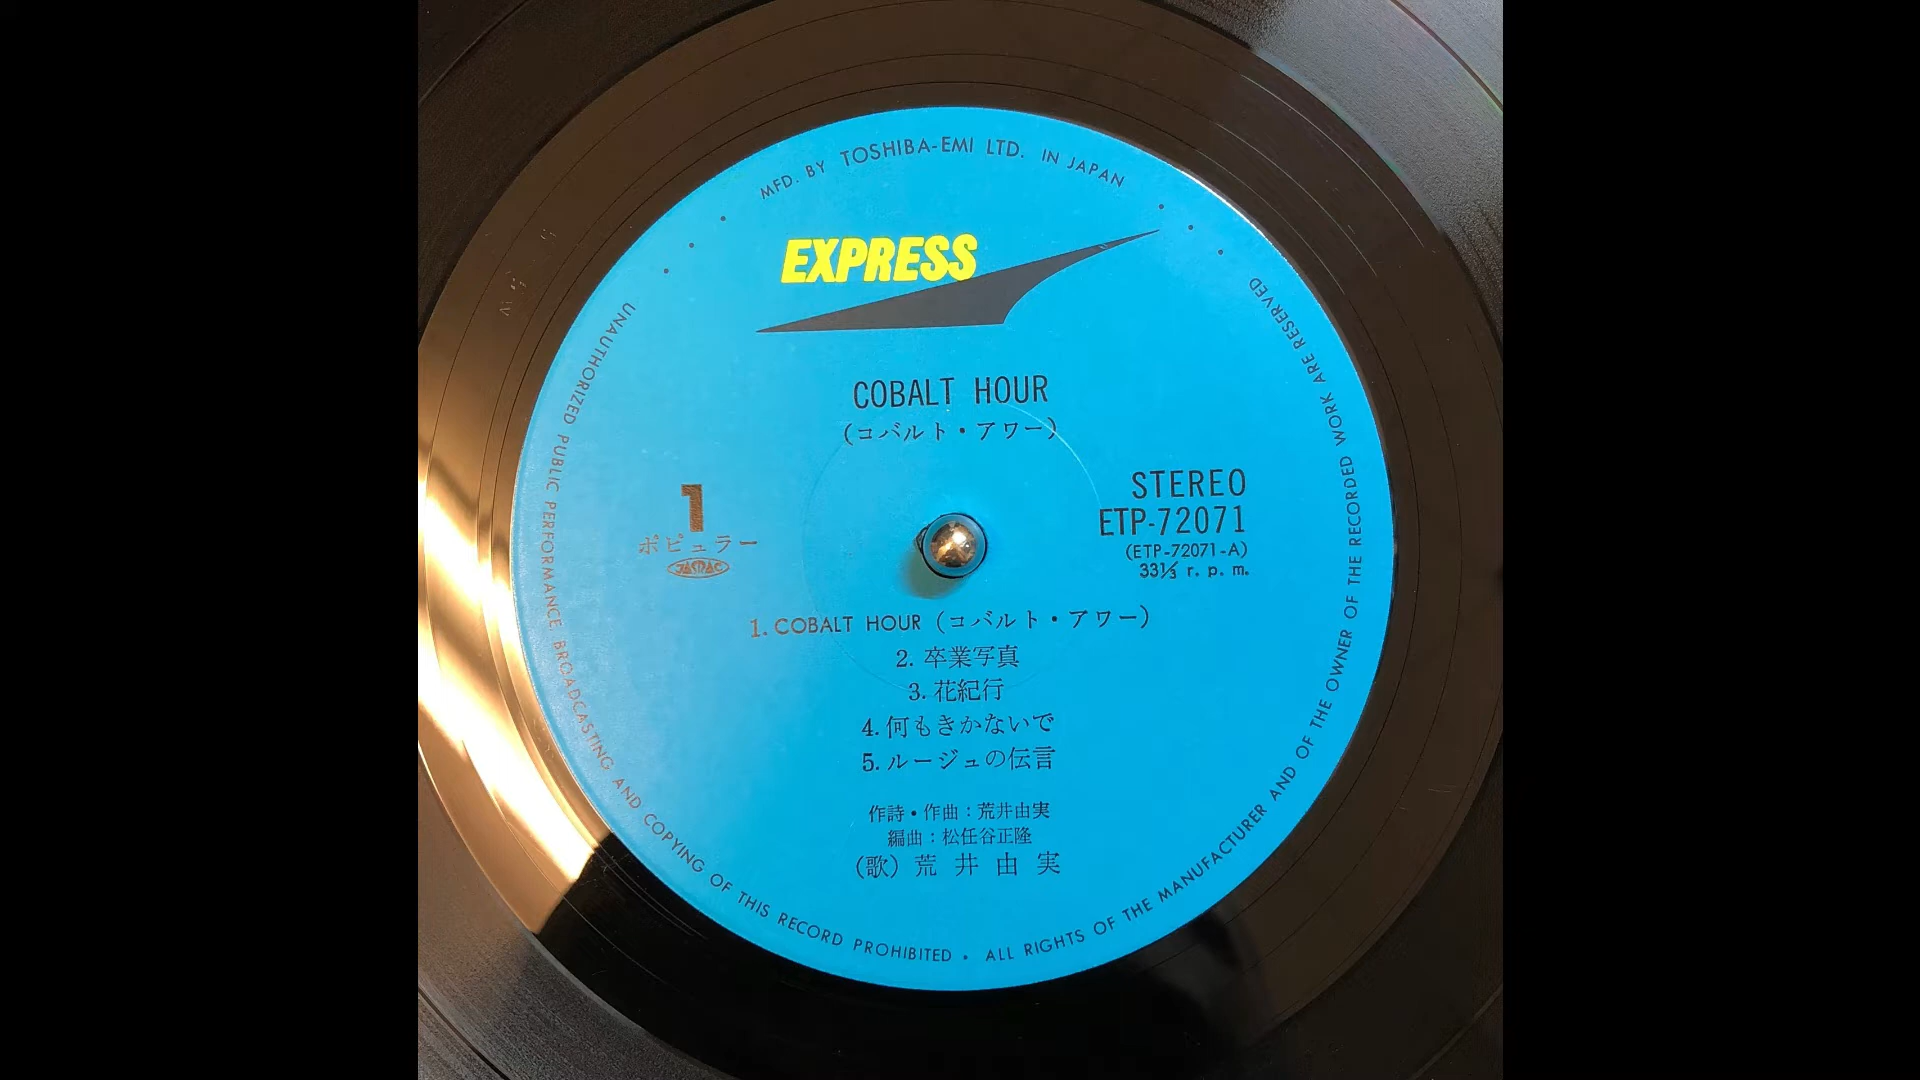 MFD. BY TOSHIBA-EMI LTD. IN JAPAN
EXPRESS
COBALT HOUR
(コバルト・アワー)
1
ポピュラー
JASRAC
STEREO
ETP-72071
(ETP-72071-A)
33⅓ r. p. m.
1. COBALT HOUR (コバルト・アワー)
2. 卒業写真
3. 花紀行
4. 何もきかないで
5. ルージュの伝言
作詩・作曲：荒井由実
編曲：松任谷正隆
(歌) 荒井由実
UNAUTHORIZED PUBLIC PERFORMANCE BROADCASTING AND COPYING OF THIS RECORD PROHIBITED • ALL RIGHTS OF THE MANUFACTURER AND OF THE OWNER OF THE RECORDED WORK ARE RESERVED